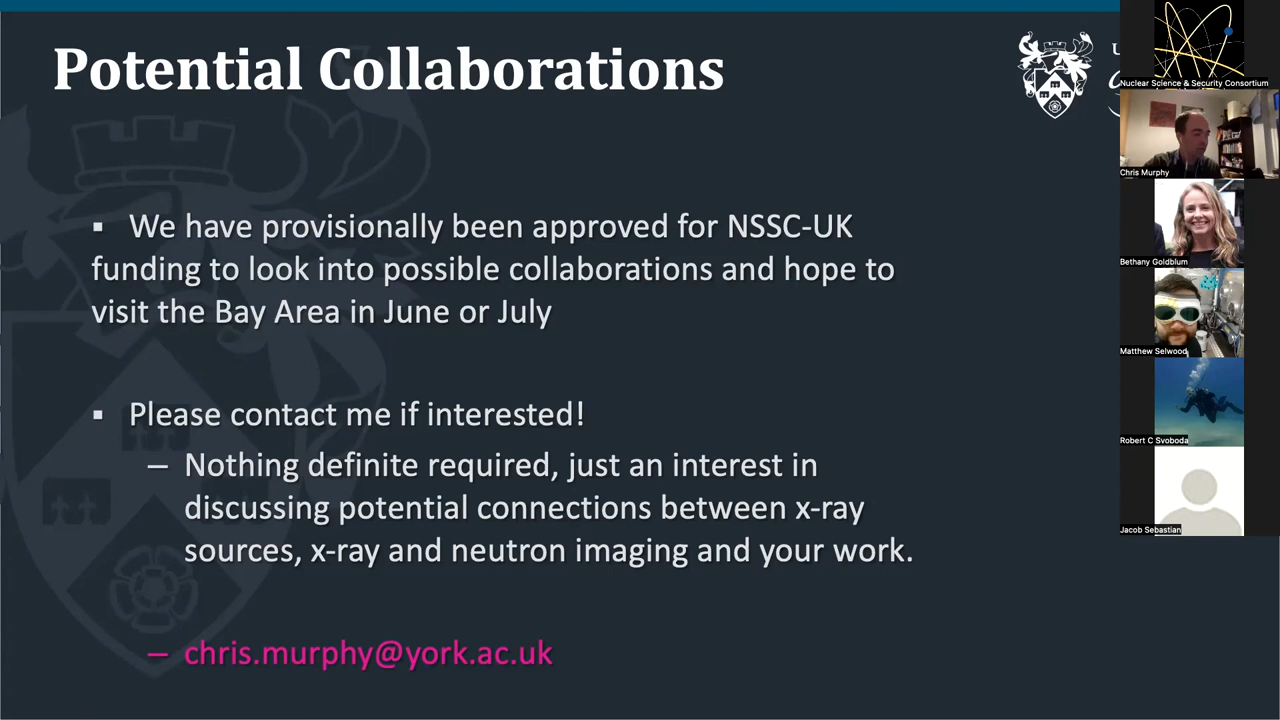 Potential Collaborations
▪ We have provisionally been approved for NSSC-UK
funding to look into possible collaborations and hope to
visit the Bay Area in June or July
▪ Please contact me if interested!
– Nothing definite required, just an interest in
discussing potential connections between x-ray
sources, x-ray and neutron imaging and your work.
– chris.murphy@york.ac.uk
Nuclear Science & Security Consortium
Chris Murphy
Bethany Goldblum
Matthew Selwood
Robert C Svoboda
Jacob Sebastian